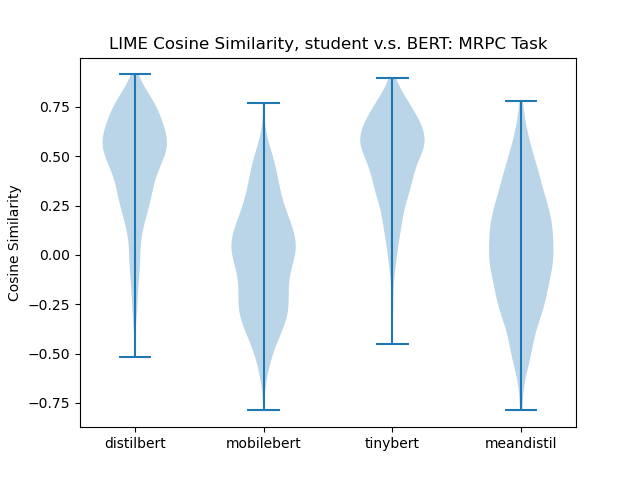 LIME Cosine Similarity, student v.s. BERT: MRPC Task
Cosine Similarity
0.75
0.50
0.25
0.00
−0.25
−0.50
−0.75
distilbert
mobilebert
tinybert
meandistil